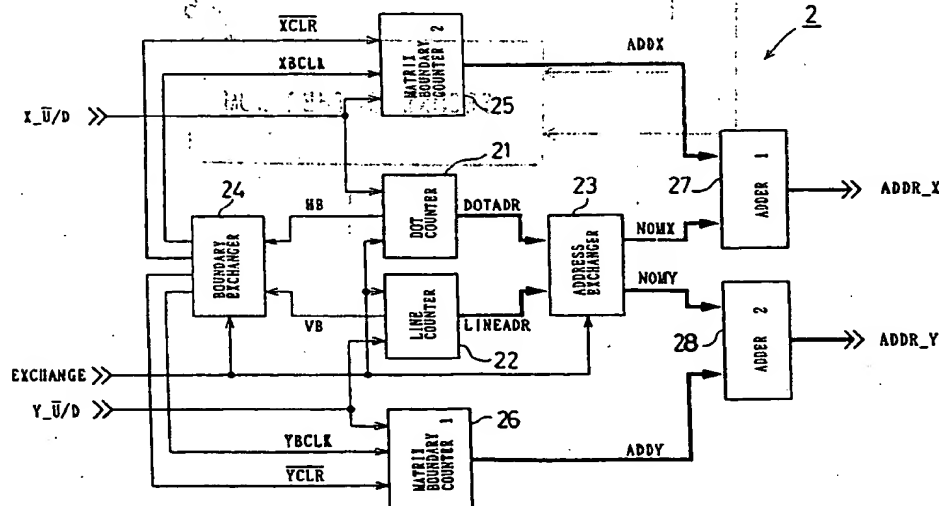 XCLR
XBCLK
X_U/D
MATRIX BOUNDARY COUNTER 2
25
ADDX
2
24
BOUNDARY EXCHANGER
HB
VB
21
DOT COUNTER
DOTADR
LINE COUNTER
22
LINEADR
23
ADDRESS EXCHANGER
NOMX
NOMY
27
ADDER 1
ADDR_X
28
ADDER 2
ADDR_Y
EXCHANGE
Y_U/D
YBCLK
YCLR
MATRIX BOUNDARY COUNTER 1
26
ADDY